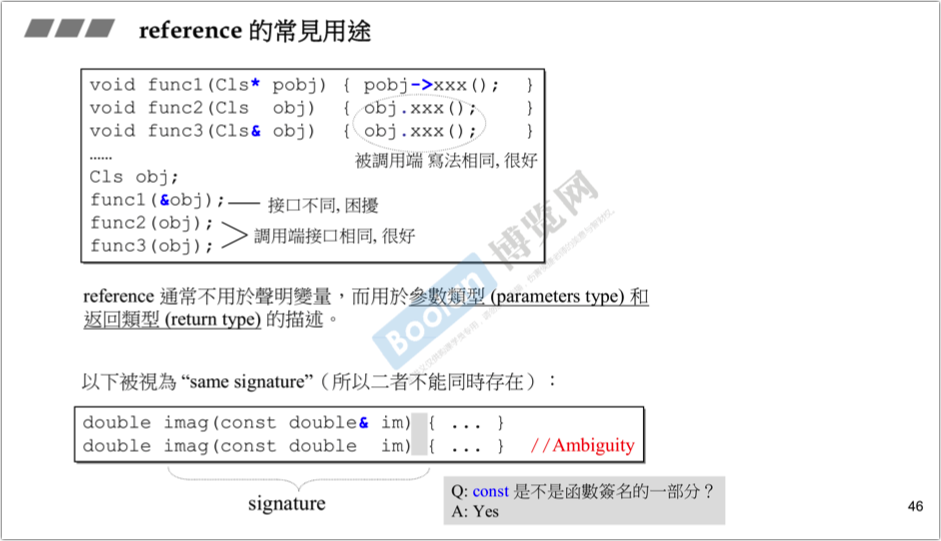 reference 的常見用途
void func1(Cls* pobj) { pobj->xxx(); }
void func2(Cls obj) { obj.xxx(); }
void func3(Cls& obj) { obj.xxx(); }
......
被調用端 寫法相同, 很好
Cls obj;
func1(&obj); 接口不同, 困擾
func2(obj);
調用端接口相同, 很好
func3(obj);
reference 通常不用於聲明變量，而用於參數類型 (parameters type) 和
返回類型 (return type) 的描述。
以下被視為 “same signature”（所以二者不能同時存在）：
double imag(const double& im) { ... }
double imag(const double im) { ... } //Ambiguity
signature
Q: const 是不是函數簽名的一部分？
A: Yes
46
Boolan 博览网